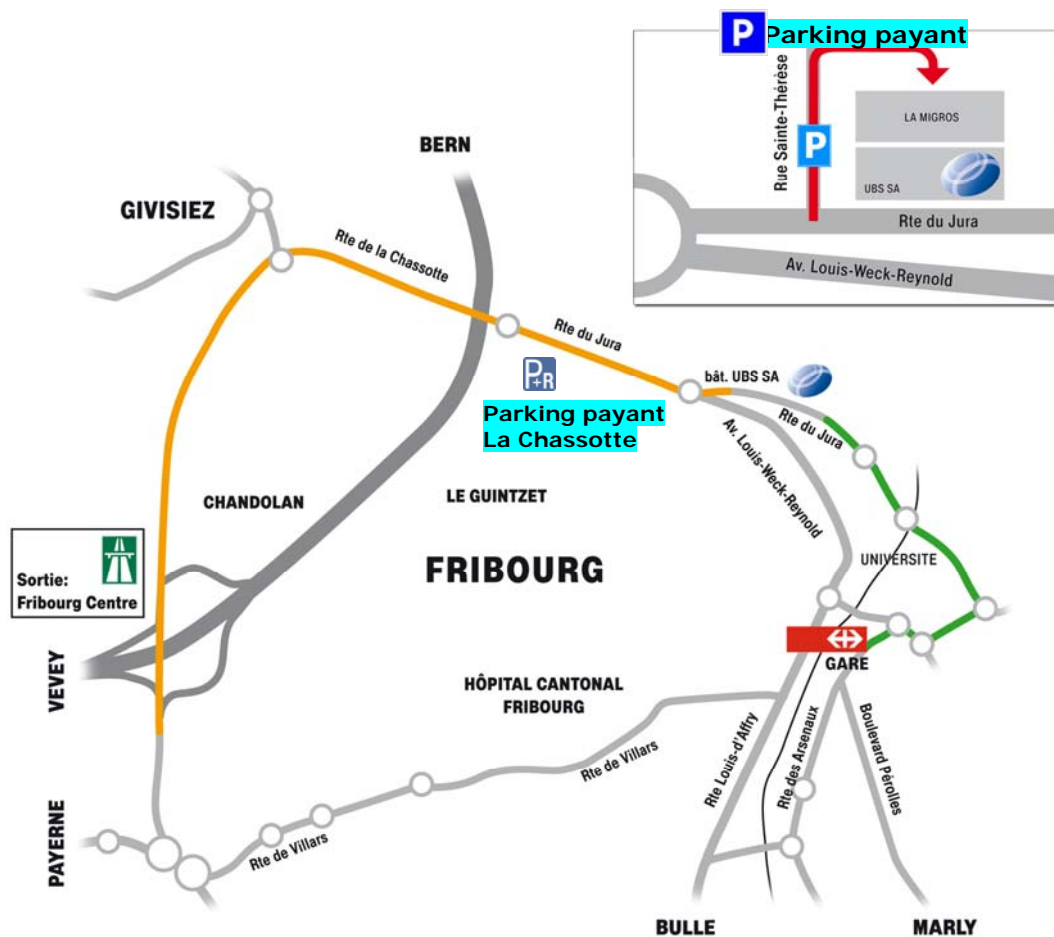 P Parking payant
Rue Sainte-Thérèse
P
LA MIGROS
UBS SA
Rte du Jura
Av. Louis-Weck-Reynold
BERN
GIVISIEZ
Rte de la Chassotte
Rte du Jura
P+R
bât. UBS SA
Parking payant
La Chassotte
Rte du Jura
Av. Louis-Weck-Reynold
CHANDOLAN
LE GUINTZET
FRIBOURG
UNIVERSITE
Sortie:
Fribourg Centre
GARE
VEVEY
HÔPITAL CANTONAL
FRIBOURG
Rte de Villars
Rte Louis-d'Affry
Rte des Arsenaux
Boulevard Pérolles
PAYERNE
Rte de Villars
BULLE
MARLY